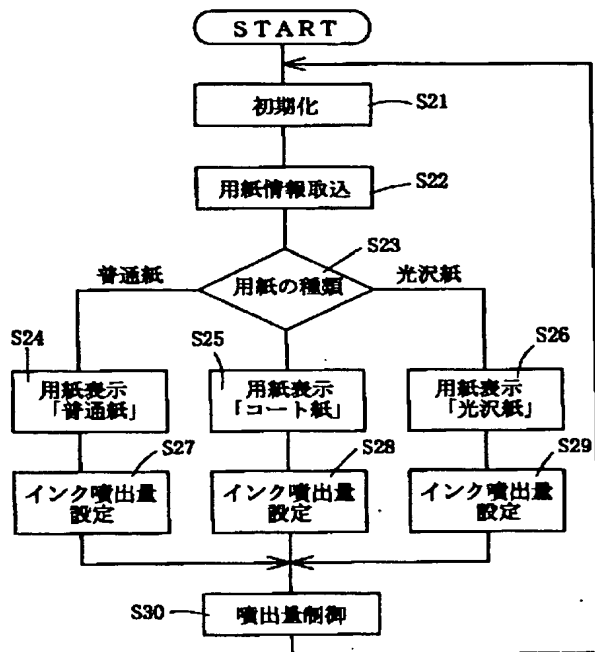 START
初期化
S21
用紙情報取込
S22
S23
普通紙
用紙の種類
光沢紙
S24
S25
S26
用紙表示
「普通紙」
用紙表示
「コート紙」
用紙表示
「光沢紙」
S27
S28
S29
インク噴出量
設定
インク噴出量
設定
インク噴出量
設定
S30
噴出量制御